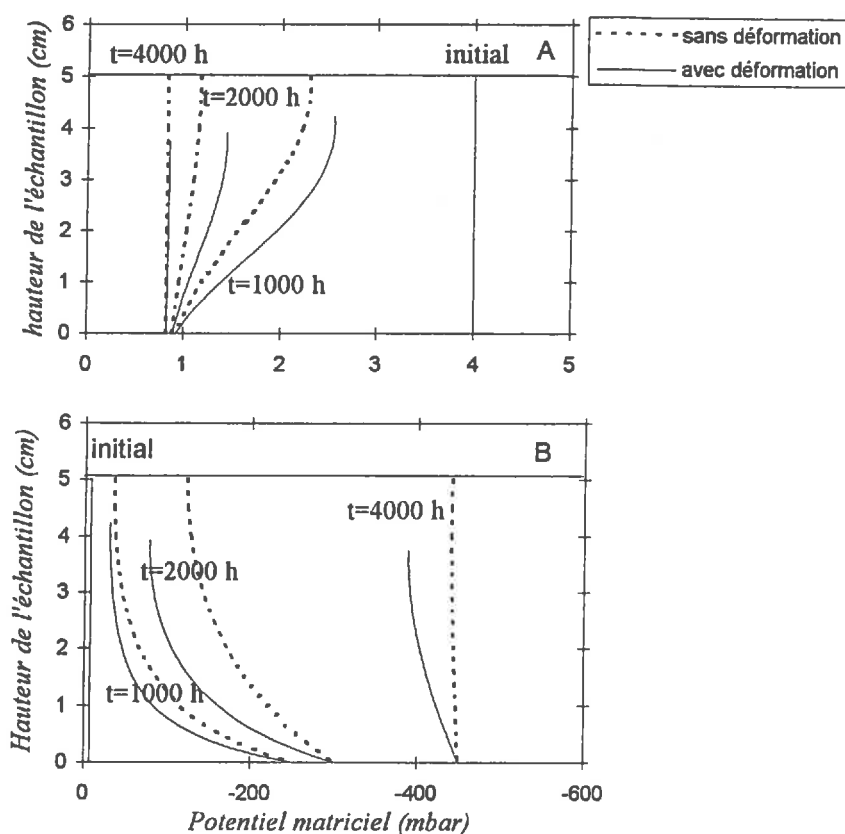 6
t=4000 h
initial
A
sans déformation
avec déformation
5
t=2000 h
4
3
2
t=1000 h
1
0
hauteur de l'échantillon (cm)
0
1
2
3
4
5
6
initial
B
5
t=4000 h
4
t=2000 h
3
2
t=1000 h
1
0
Hauteur de l'échantillon (cm)
0
-200
-400
-600
Potentiel matriciel (mbar)